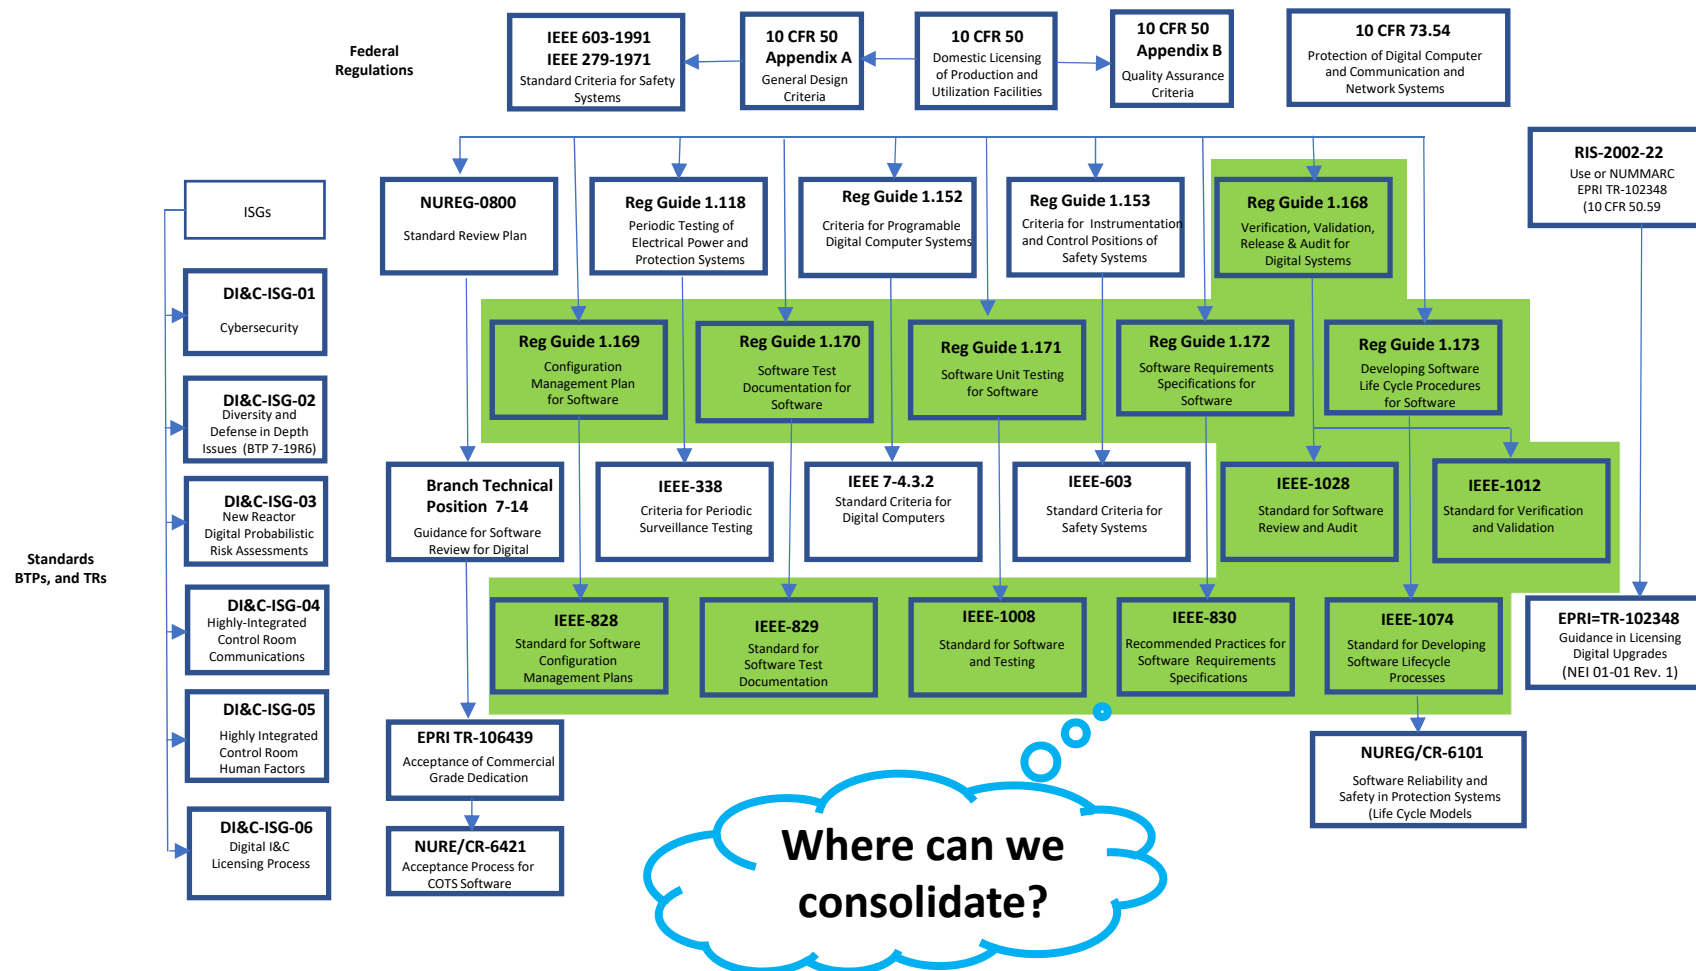 Federal
Regulations
IEEE 603-1991
IEEE 279-1971
Standard Criteria for Safety
Systems
10 CFR 50
Appendix A
General Design
Criteria
10 CFR 50
Domestic Licensing
of Production and
Utilization Facilities
10 CFR 50
Appendix B
Quality Assurance
Criteria
10 CFR 73.54
Protection of Digital Computer
and Communication and
Network Systems
RIS-2002-22
Use or NUMMARC
EPRI TR-102348
(10 CFR 50.59
ISGs
NUREG-0800
Standard Review Plan
Reg Guide 1.118
Periodic Testing of
Electrical Power and
Protection Systems
Reg Guide 1.152
Criteria for Programable
Digital Computer Systems
Reg Guide 1.153
Criteria for Instrumentation
and Control Positions of
Safety Systems
Reg Guide 1.168
Verification, Validation,
Release & Audit for
Digital Systems
DI&C-ISG-01
Cybersecurity
Reg Guide 1.169
Configuration
Management Plan
for Software
Reg Guide 1.170
Software Test
Documentation for
Software
Reg Guide 1.171
Software Unit Testing
for Software
Reg Guide 1.172
Software Requirements
Specifications for
Software
Reg Guide 1.173
Developing Software
Life Cycle Procedures
for Software
DI&C-ISG-02
Diversity and
Defense in Depth
Issues (BTP 7-19R6)
Standards
BTPs, and TRs
DI&C-ISG-03
New Reactor
Digital Probabilistic
Risk Assessments
Branch Technical
Position 7-14
Guidance for Software
Review for Digital
IEEE-338
Criteria for Periodic
Surveillance Testing
IEEE 7-4.3.2
Standard Criteria for
Digital Computers
IEEE-603
Standard Criteria for
Safety Systems
IEEE-1028
Standard for Software
Review and Audit
IEEE-1012
Standard for Verification
and Validation
DI&C-ISG-04
Highly-Integrated
Control Room
Communications
IEEE-828
Standard for Software
Configuration
Management Plans
IEEE-829
Standard for
Software Test
Documentation
IEEE-1008
Standard for Software
and Testing
IEEE-830
Recommended Practices for
Software Requirements
Specifications
IEEE-1074
Standard for Developing
Software Lifecycle
Processes
EPRI=TR-102348
Guidance in Licensing
Digital Upgrades
(NEI 01-01 Rev. 1)
DI&C-ISG-05
Highly Integrated
Control Room
Human Factors
EPRI TR-106439
Acceptance of Commercial
Grade Dedication
NUREG/CR-6101
Software Reliability and
Safety in Protection Systems
(Life Cycle Models
DI&C-ISG-06
Digital I&C
Licensing Process
NURE/CR-6421
Acceptance Process for
COTS Software
Where can we
consolidate?